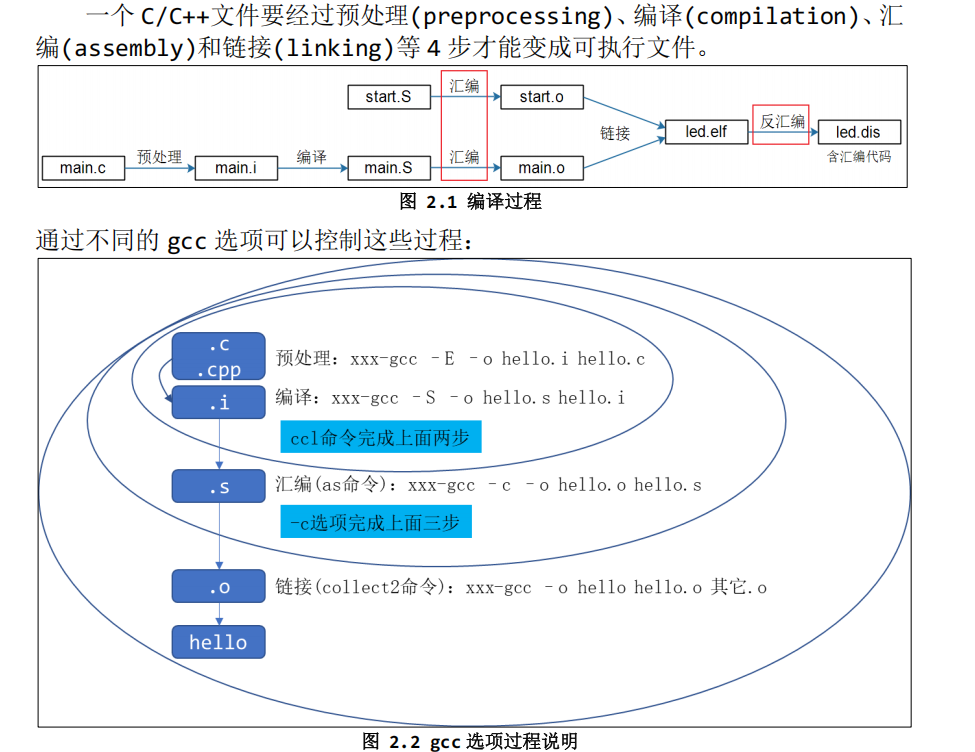 一个 C/C++文件要经过预处理(preprocessing)、编译(compilation)、汇
编(assembly)和链接(linking)等 4 步才能变成可执行文件。
start.S
汇编
start.o
链接
led.elf
反汇编
led.dis
含汇编代码
main.c
预处理
main.i
编译
main.S
汇编
main.o
图 2.1 编译过程
通过不同的 gcc 选项可以控制这些过程:
.c
.cpp
预处理: xxx-gcc –E –o hello.i hello.c
.i
编译: xxx-gcc –S –o hello.s hello.i
ccl命令完成上面两步
.s
汇编(as命令): xxx-gcc –c –o hello.o hello.s
-c选项完成上面三步
.o
链接(collect2命令): xxx-gcc –o hello hello.o 其它.o
hello
图 2.2 gcc 选项过程说明